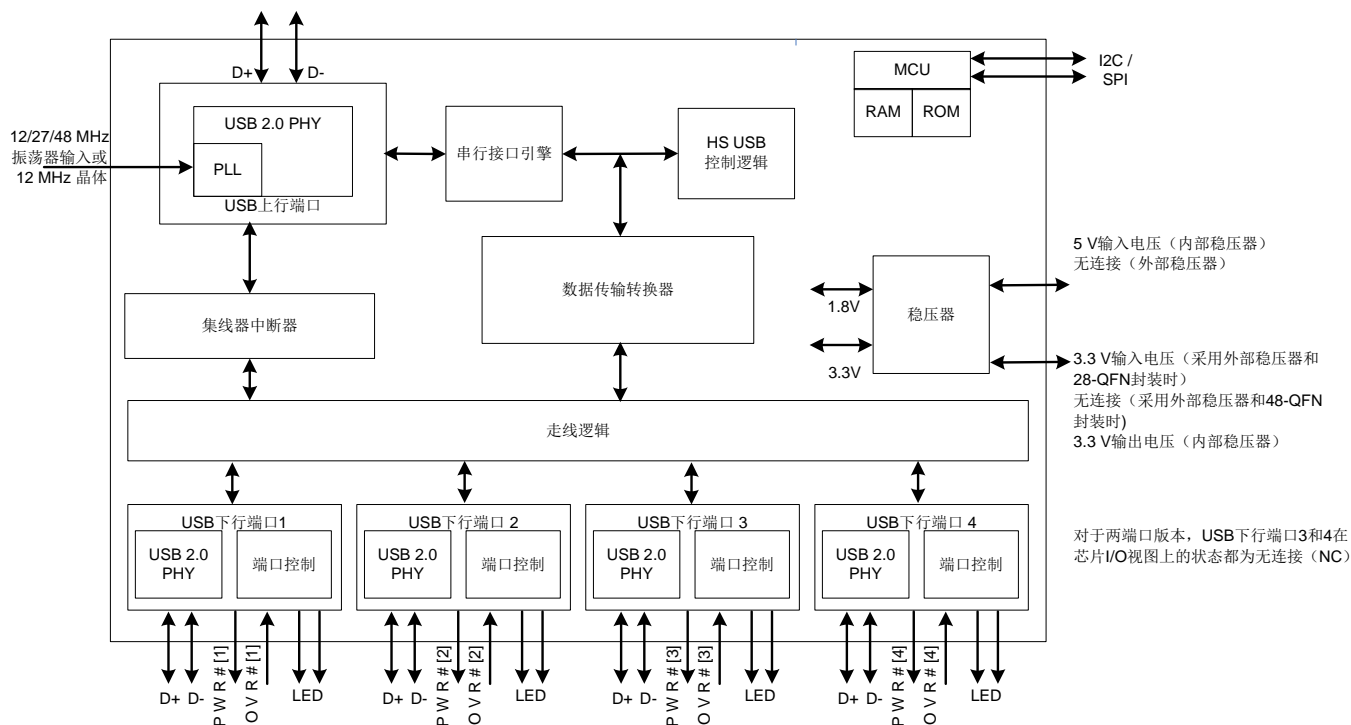 D+ D-
MCU
RAM ROM
I2C /
SPI
12/27/48 MHz
振荡器输入或
12 MHz 晶体
USB 2.0 PHY
PLL
USB上行端口
串行接口引擎
HS USB
控制逻辑
5 V输入电压（内部稳压器）
无连接（外部稳压器）
集线器中断器
数据传输转换器
1.8V
稳压器
3.3V
3.3 V输入电压（采用外部稳压器和
28-QFN封装时）
无连接（采用外部稳压器和48-QFN
封装时)
3.3 V输出电压（内部稳压器）
走线逻辑
USB下行端口1
USB 2.0
PHY
端口控制
USB下行端口 2
USB 2.0
PHY
端口控制
USB下行端口 3
USB 2.0
PHY
端口控制
USB下行端口 4
USB 2.0
PHY
端口控制
对于两端口版本，USB下行端口3和4在
芯片I/O视图上的状态都为无连接（NC）
D+ D- PWR#[1] OVR#[1] LED
D+ D- PWR#[2] OVR#[2] LED
D+ D- PWR#[3] OVR#[3] LED
D+ D- PWR#[4] OVR#[4] LED